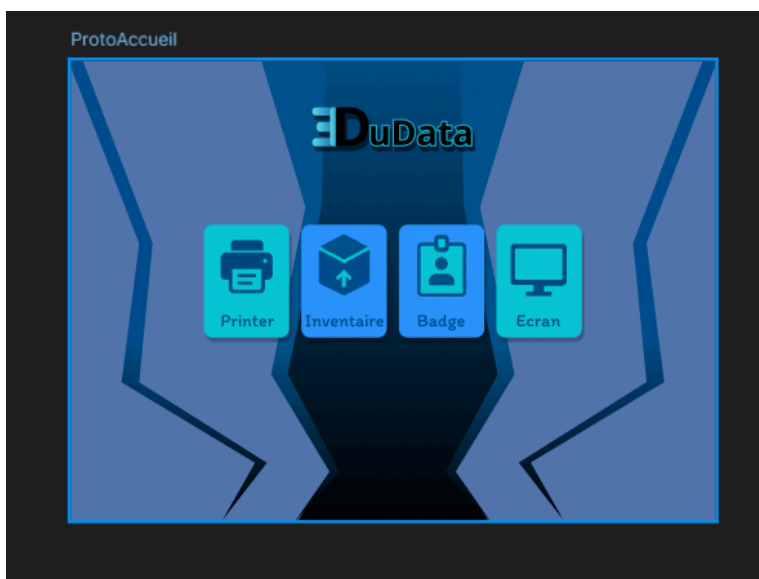 ProtoAccueil
EDuData
Printer
Inventaire
Badge
Ecran